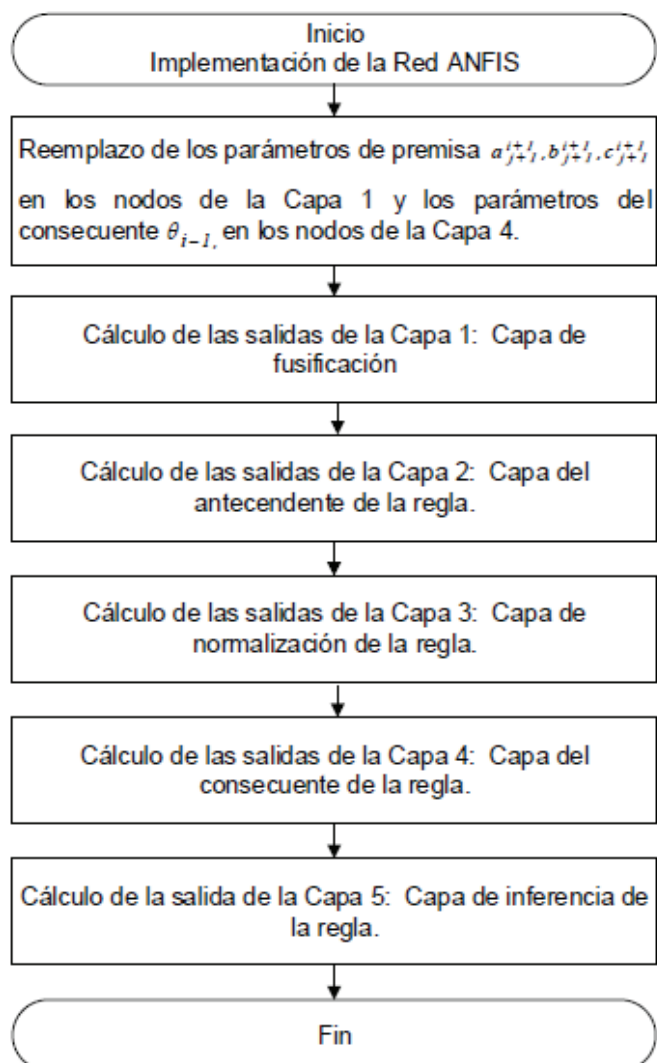 Inicio
Implementación de la Red ANFIS
Reemplazo de los parámetros de premisa $a_{j+1}^{i+1}, b_{j+1}^{i+1}, c_{j+1}^{i+1}$
en los nodos de la Capa 1 y los parámetros del
consecuente $\theta_{i-1,}$ en los nodos de la Capa 4.
Cálculo de las salidas de la Capa 1: Capa de
fusificación
Cálculo de las salidas de la Capa 2: Capa del
antecendente de la regla.
Cálculo de las salidas de la Capa 3: Capa de
normalización de la regla.
Cálculo de las salidas de la Capa 4: Capa del
consecuente de la regla.
Cálculo de la salida de la Capa 5: Capa de inferencia de
la regla.
Fin